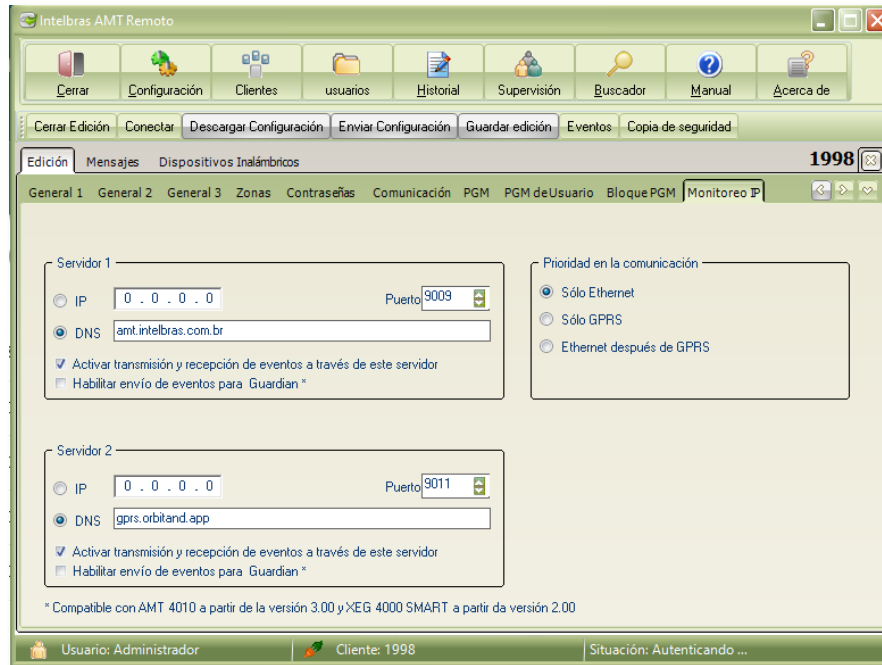 Intelbras AMT Remoto
Cerrar Configuración Clientes usuarios Historial Supervisión Buscador Manual Acerca de
Cerrar Edición Conectar Descargar Configuración Enviar Configuración Guardar edición Eventos Copia de seguridad
Edición Mensajes Dispositivos Inalámbricos 1998
General 1 General 2 General 3 Zonas Contraseñas Comunicación PGM PGM de Usuario Bloque PGM Monitoreo IP
Servidor 1
IP 0 . 0 . 0 . 0 Puerto 9009
DNS amt.intelbras.com.br
Activar transmisión y recepción de eventos a través de este servidor
Habilitar envío de eventos para Guardian *
Prioridad en la comunicación
Sólo Ethernet
Sólo GPRS
Ethernet después de GPRS
Servidor 2
IP 0 . 0 . 0 . 0 Puerto 9011
DNS gprs.orbitand.app
Activar transmisión y recepción de eventos a través de este servidor
Habilitar envío de eventos para Guardian *
* Compatible con AMT 4010 a partir de la versión 3.00 y XEG 4000 SMART a partir da versión 2.00
Usuario: Administrador Cliente: 1998 Situación: Autenticando ...